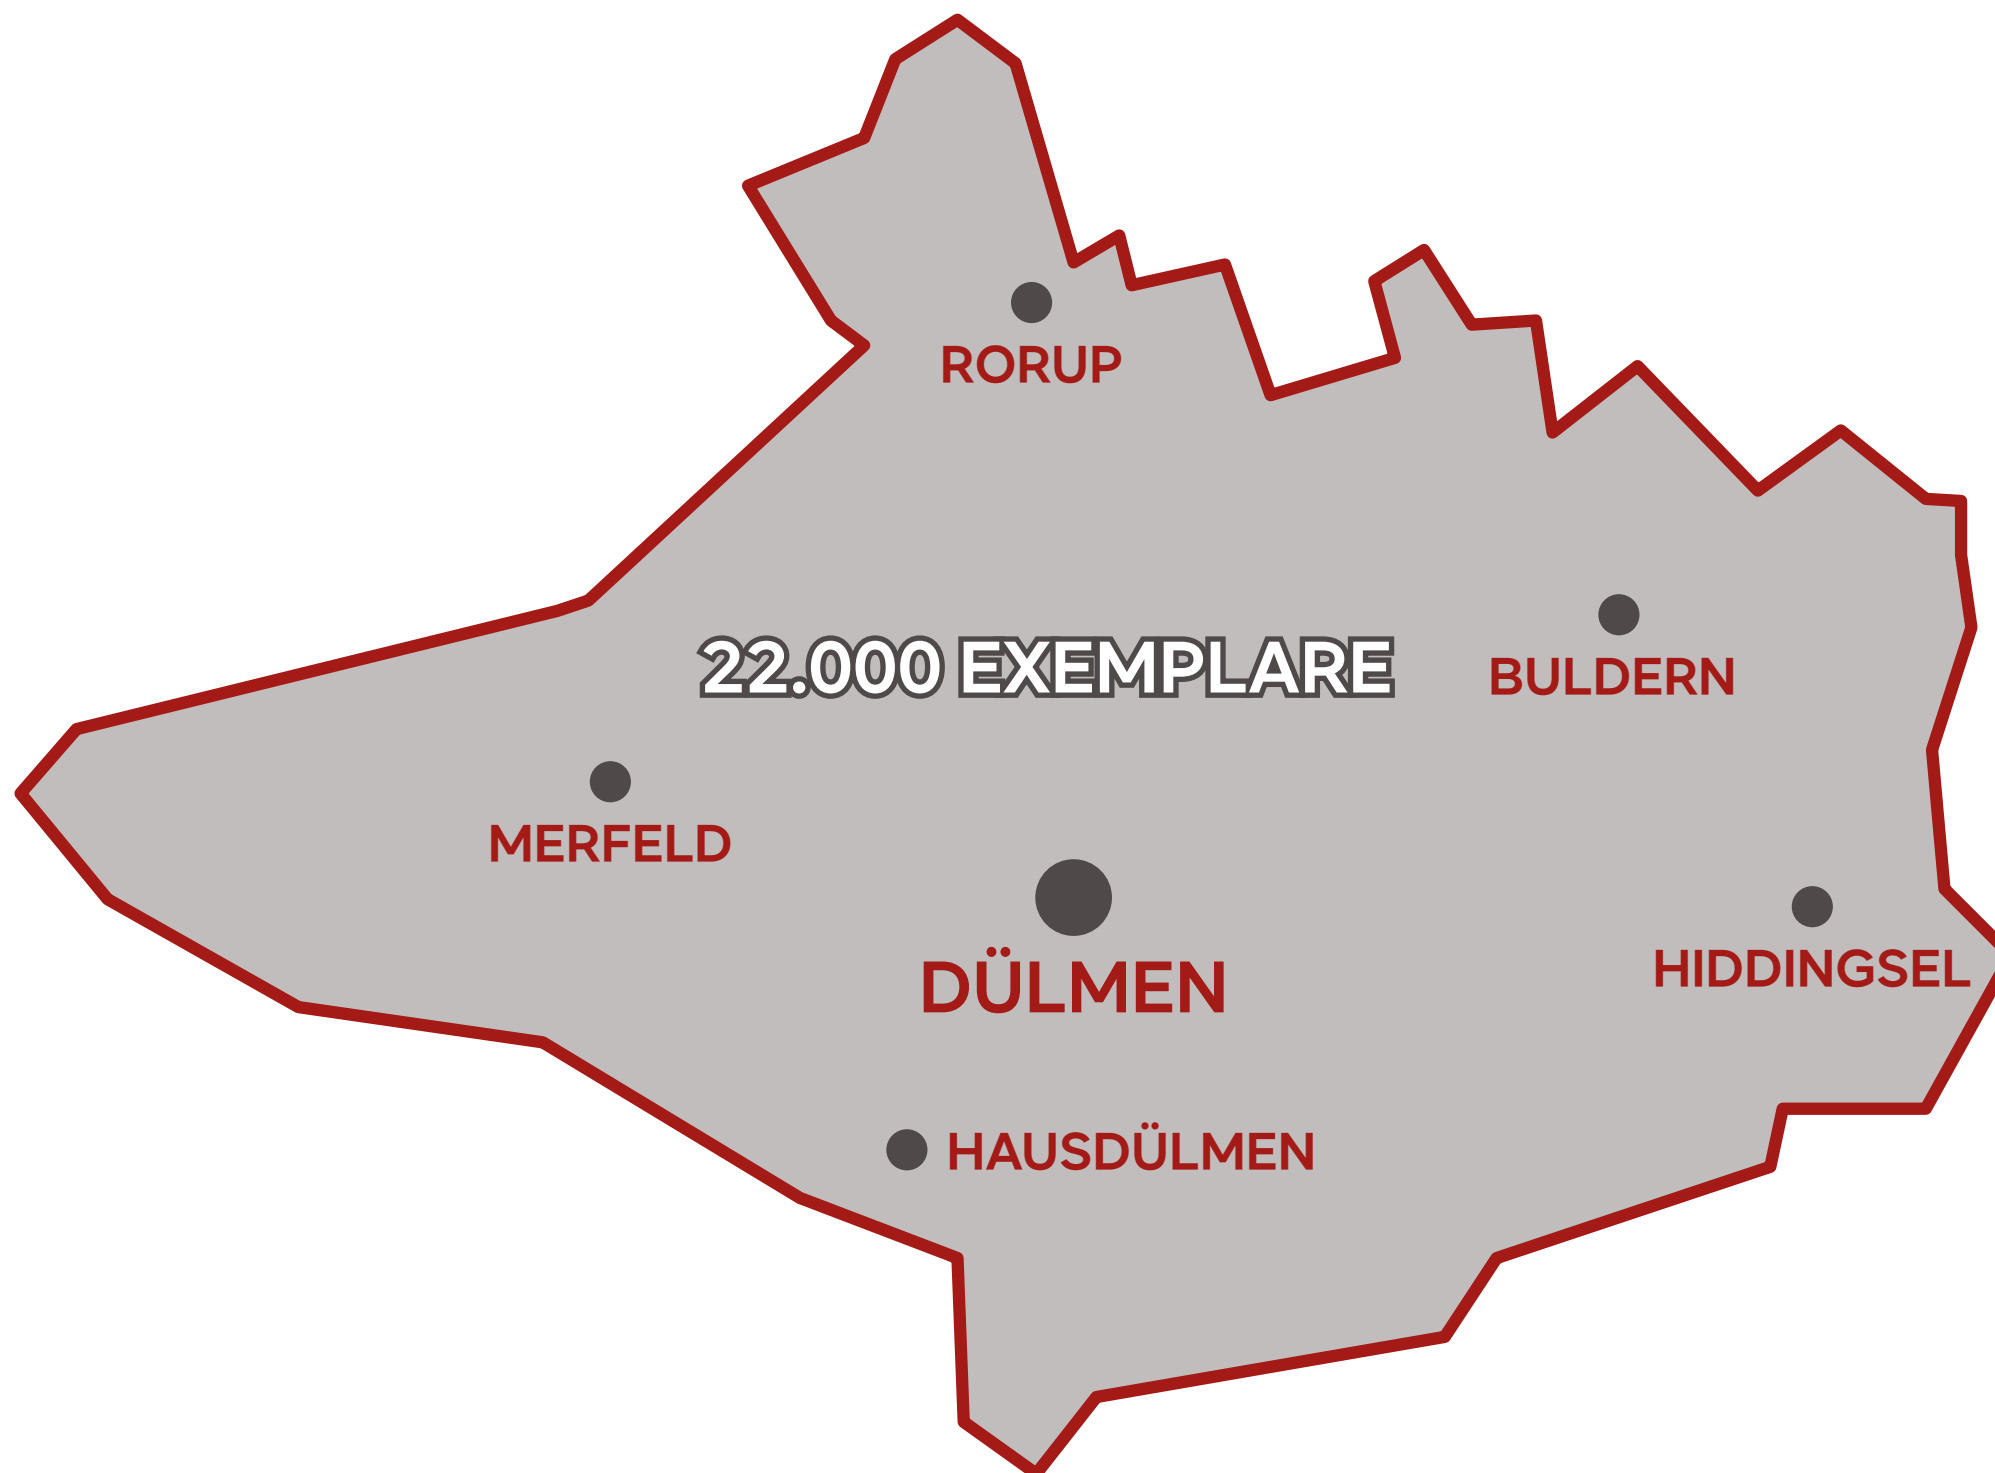 RORUP
22.000 EXEMPLARE
BULDERN
MERFELD
DÜLMEN
HIDDINGSEL
HAUSDÜLMEN